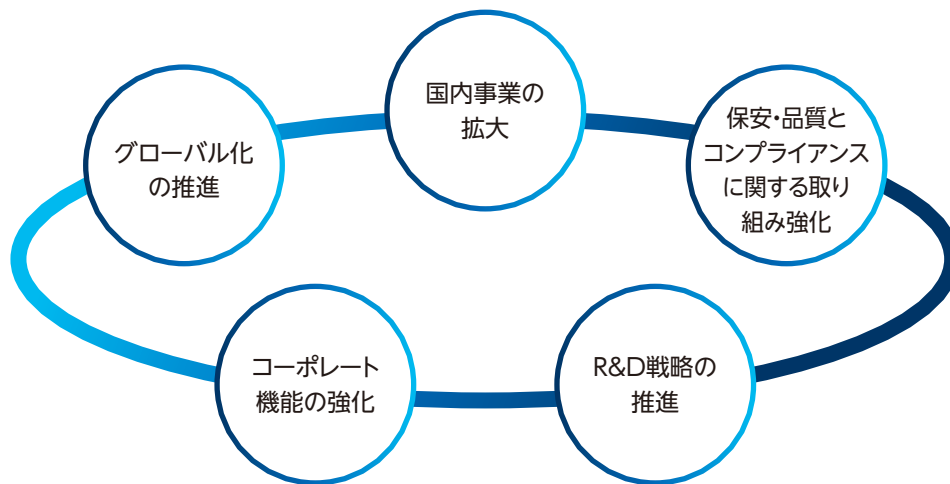 国内事業の
拡大
グローバル化
の推進
保安・品質と
コンプライアンス
に関する取り
組み強化
コーポレート
機能の強化
R&D戦略の
推進